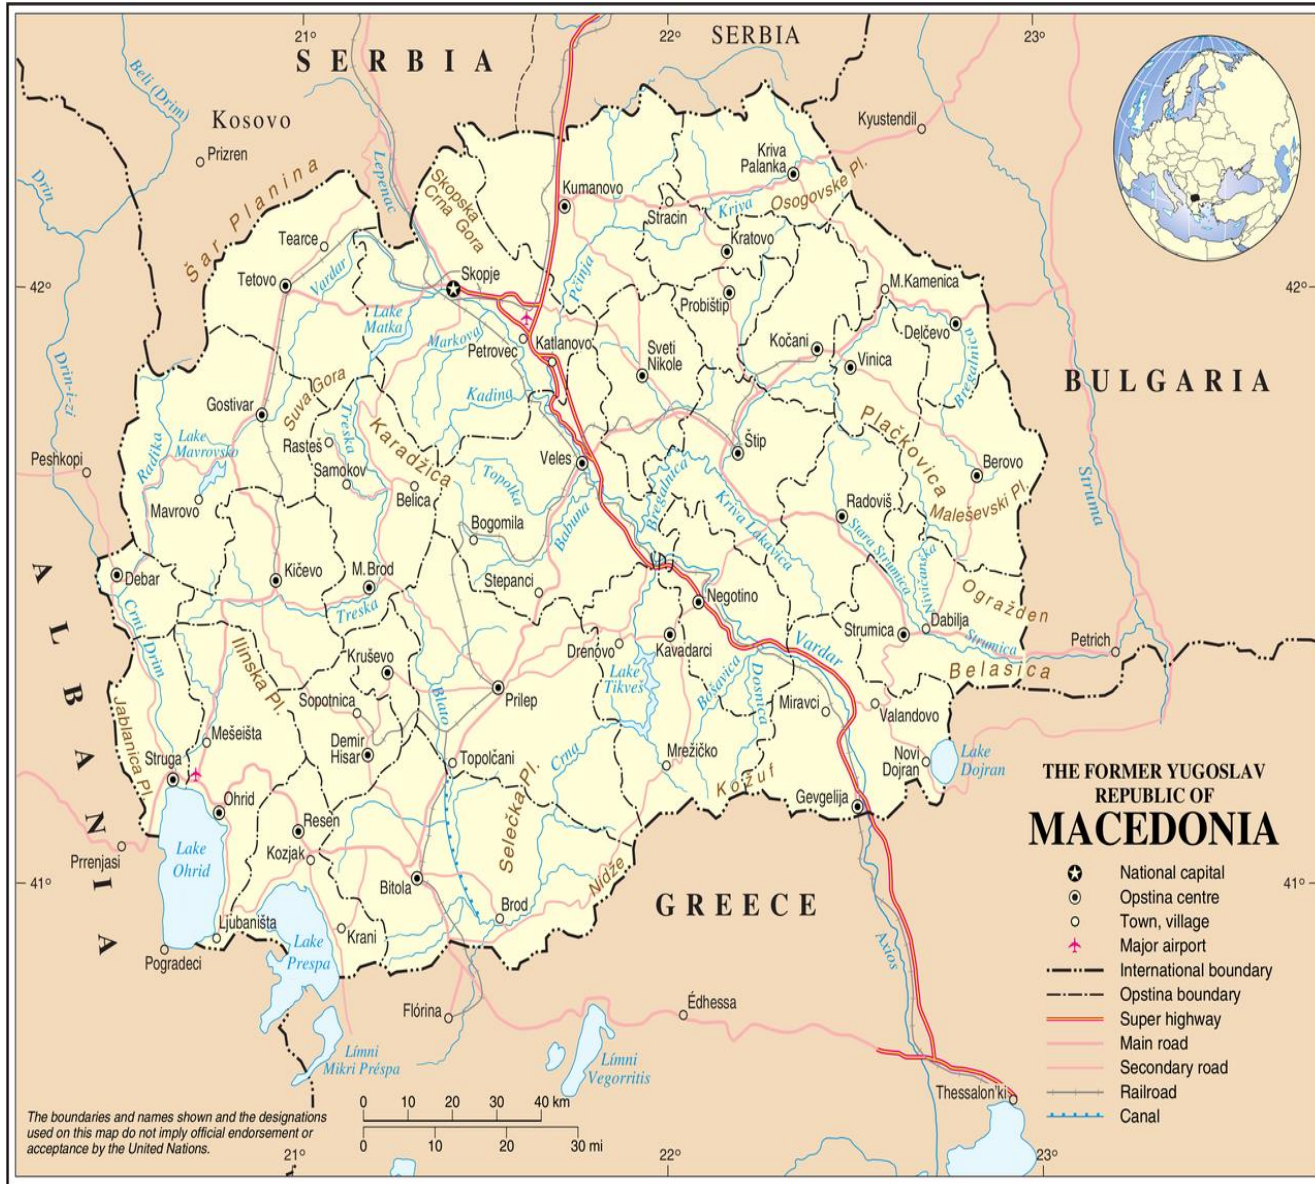 21°
22°
23°
SERBIA
SERBIA
Beli (Drim)
Kosovo
Prizren
Kyustendil
Drin
Šar Planina
Lepenac
Skopska
Crna Gora
Kumanovo
Kriva
Palanka
Osogovske Pl.
Stracin
Kriva
Tearce
Kratovo
Tetovo
Vardar
Skopje
Pčinja
M.Kamenica
42°
42°
Probištip
Lake
Matka
Markova
Petrovec
Katlanovo
Kočani
Delčevo
Sveti
Nikole
Vinica
Bregalnica
Drin-i-zi
Suva Gora
Kadina
BULGARIA
Gostivar
Treska
Karadžica
Plačkovica
Radika
Lake
Mavrovsko
Rasteš
Štip
Peshkopi
Samokov
Veles
Berovo
Belica
Topolka
Bregalnica
Struma
Mavrovo
Kriva Lakavica
Radoviš
Maleševski Pl.
Bogomila
Babuna
Stara Strumica
Nivičanska
Debar
Kičevo
M.Brod
Stepanci
Ogražden
Treska
Negotino
Dabilja
Crni
Drim
Strumica
Strumica
Petrich
Ilinska Pl.
Drenovo
Kavadarci
Vardar
Kruševo
Lake
Tikveš
Belasica
ALBANIA
Blato
Prilep
Bošavica
Dosnica
Sopotnica
Miravci
Valandovo
Jablanica Pl.
Mešeišta
Demir
Hisar
Topolčani
Crna
Mrežičko
Struga
Novi
Dojran
Lake
Dojran
Kožuf
Gevgelija
Ohrid
Resen
Selečka Pl.
Prrenjasi
Lake
Ohrid
Kozjak
Nidže
41°
41°
Bitola
GREECE
Brod
Ljubaništa
Krani
Pogradeci
Lake
Prespa
Axios
Flórina
Édhessa
Límni
Mikri Préspa
Límni
Vegorritis
Thessalon'ki
THE FORMER YUGOSLAV
REPUBLIC OF
MACEDONIA
National capital
Opstina centre
Town, village
Major airport
International boundary
Opstina boundary
Super highway
Main road
Secondary road
Railroad
Canal
The boundaries and names shown and the designations
used on this map do not imply official endorsement or
acceptance by the United Nations.
0 10 20 30 40 km
0 10 20 30 mi
21°
22°
23°